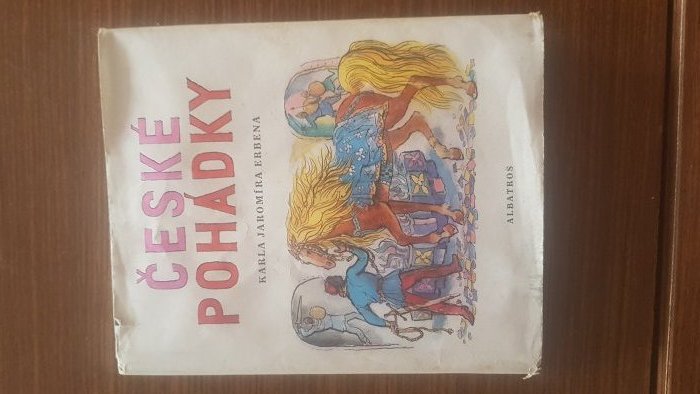 ČESKÉ
POHÁDKY
KARLA JAROMÍRA ERBENA
ALBATROS